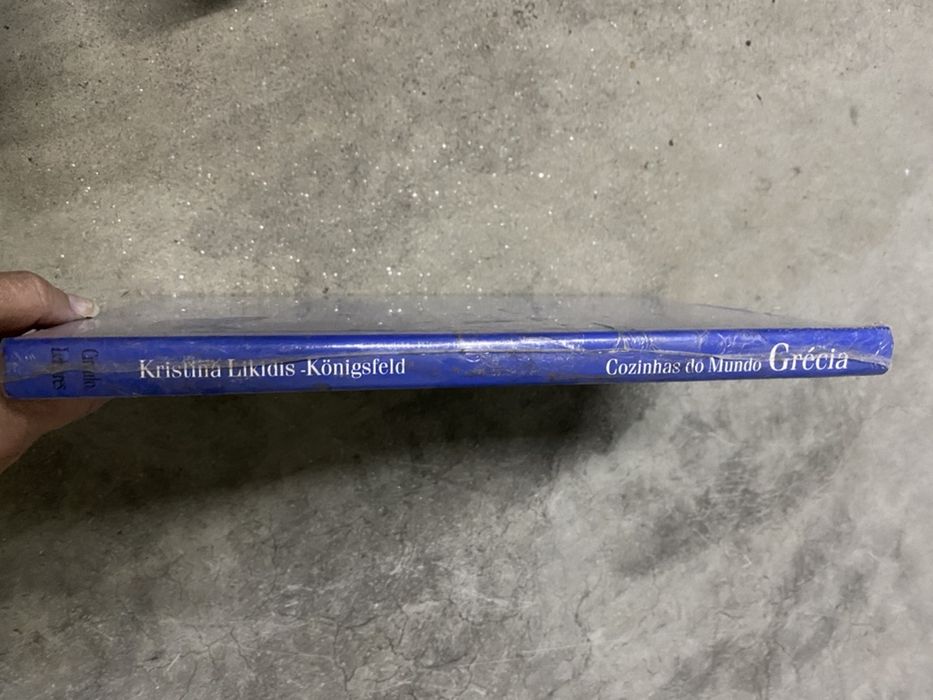 Kristina Likidis -Königsfeld
Cozinhas do Mundo Grécia